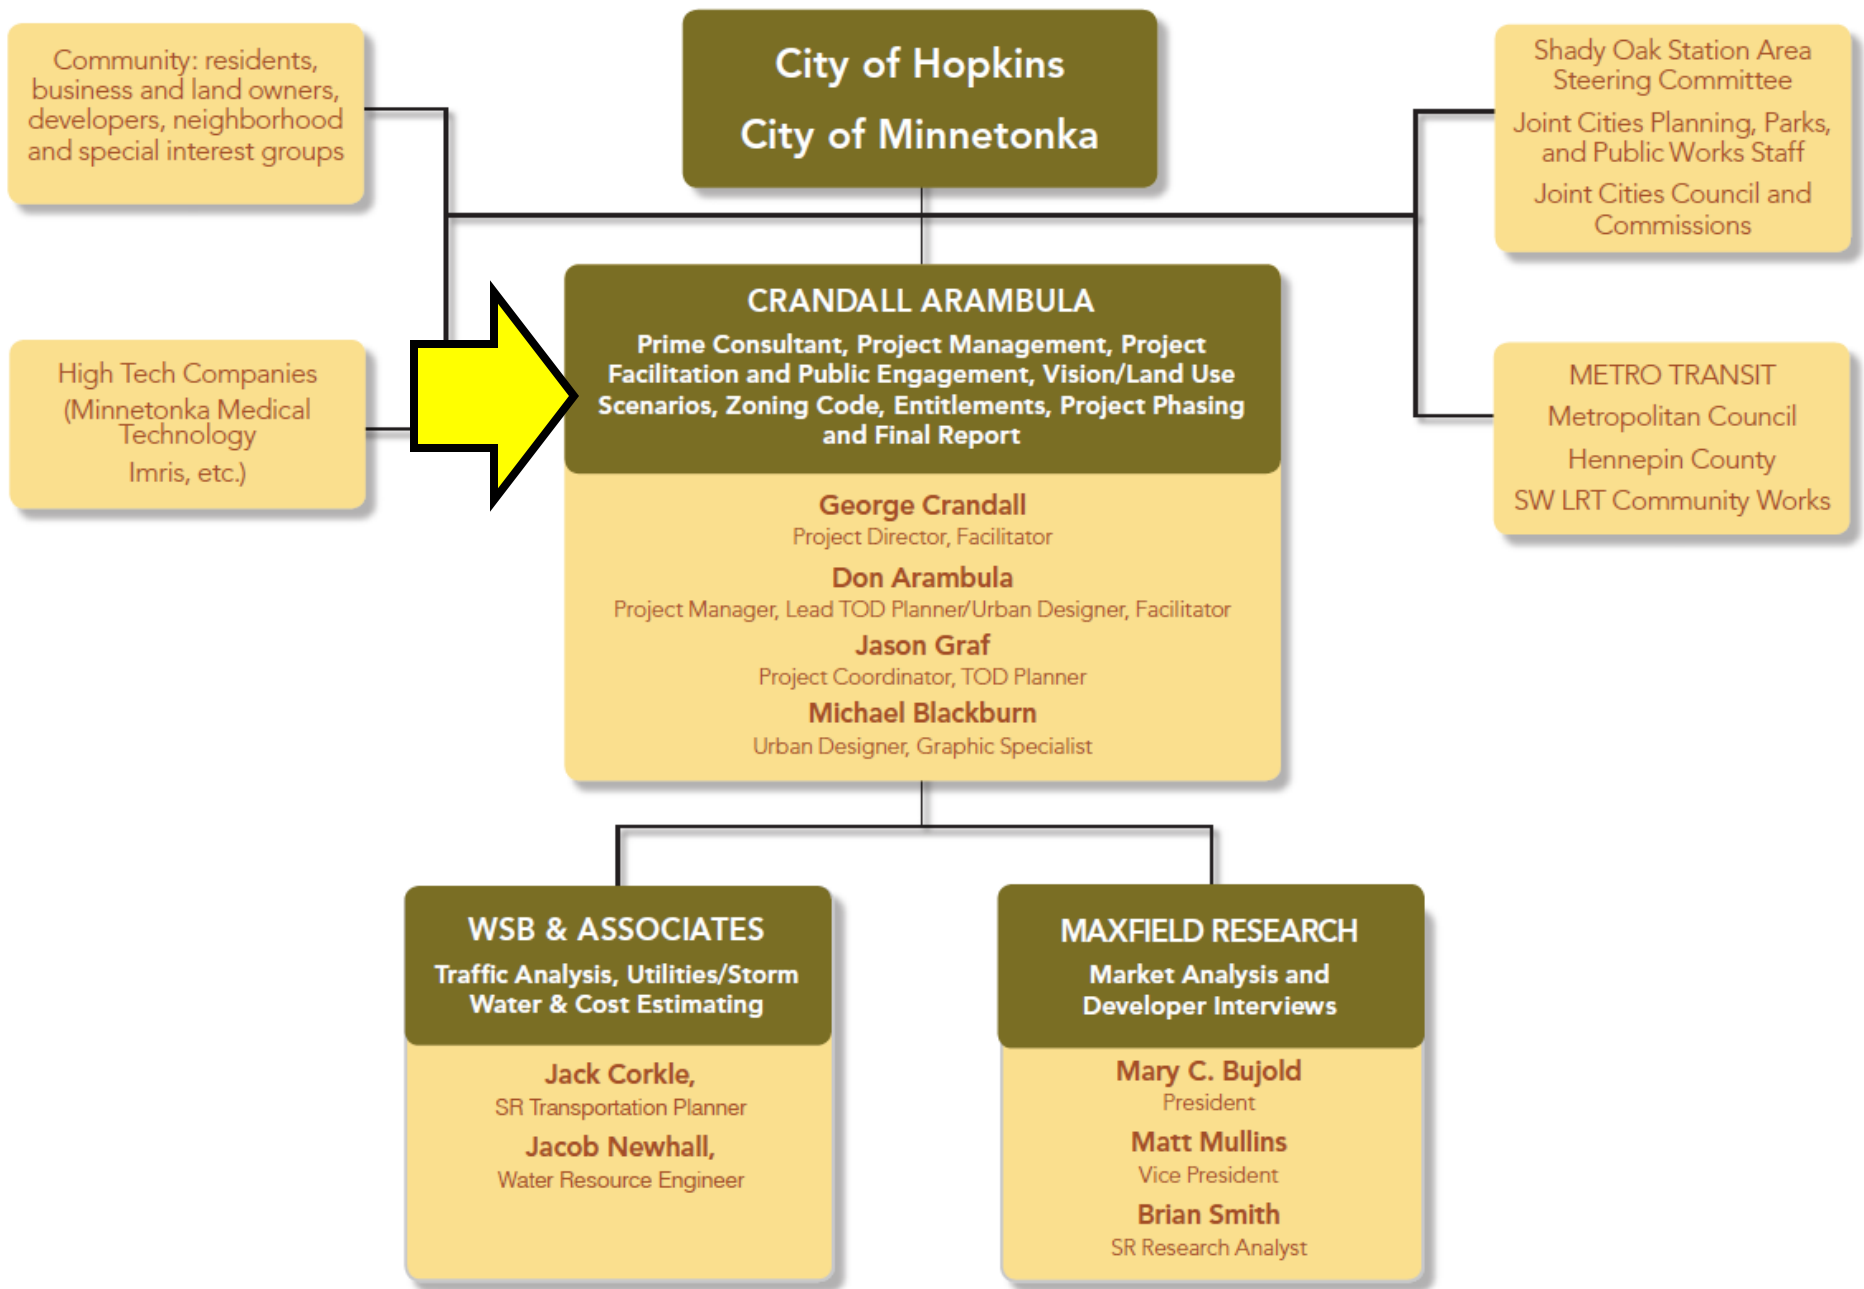 Community: residents,
business and land owners,
developers, neighborhood
and special interest groups
City of Hopkins
City of Minnetonka
Shady Oak Station Area
Steering Committee
Joint Cities Planning, Parks,
and Public Works Staff
Joint Cities Council and
Commissions
High Tech Companies
(Minnetonka Medical
Technology
Imris, etc.)
CRANDALL ARAMBULA
Prime Consultant, Project Management, Project
Facilitation and Public Engagement, Vision/Land Use
Scenarios, Zoning Code, Entitlements, Project Phasing
and Final Report
George Crandall
Project Director, Facilitator
Don Arambula
Project Manager, Lead TOD Planner/Urban Designer, Facilitator
Jason Graf
Project Coordinator, TOD Planner
Michael Blackburn
Urban Designer, Graphic Specialist
METRO TRANSIT
Metropolitan Council
Hennepin County
SW LRT Community Works
WSB & ASSOCIATES
Traffic Analysis, Utilities/Storm
Water & Cost Estimating
Jack Corkle,
SR Transportation Planner
Jacob Newhall,
Water Resource Engineer
MAXFIELD RESEARCH
Market Analysis and
Developer Interviews
Mary C. Bujold
President
Matt Mullins
Vice President
Brian Smith
SR Research Analyst